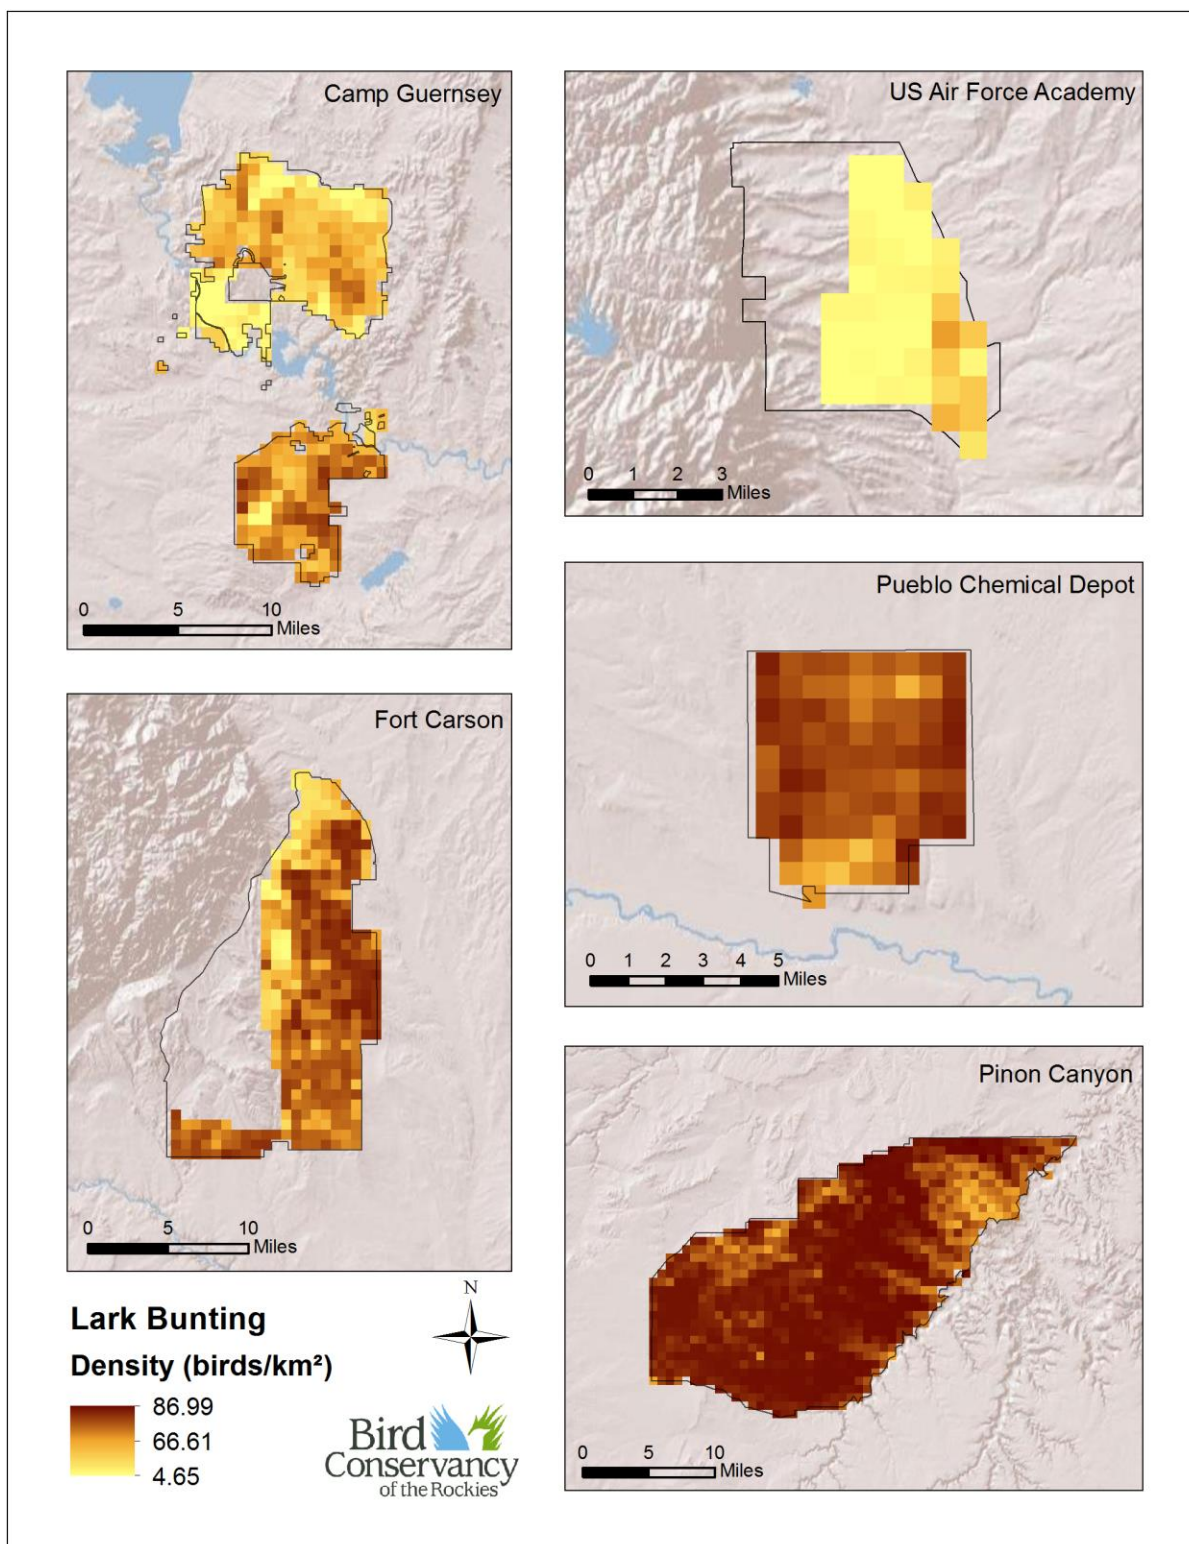 Camp Guernsey
0 5 10
Miles
US Air Force Academy
0 1 2 3
Miles
Pueblo Chemical Depot
0 1 2 3 4 5
Miles
Fort Carson
0 5 10
Miles
Pinon Canyon
0 5 10
Miles
Lark Bunting
Density (birds/km²)
86.99
66.61
4.65
N
Bird
Conservancy
of the Rockies